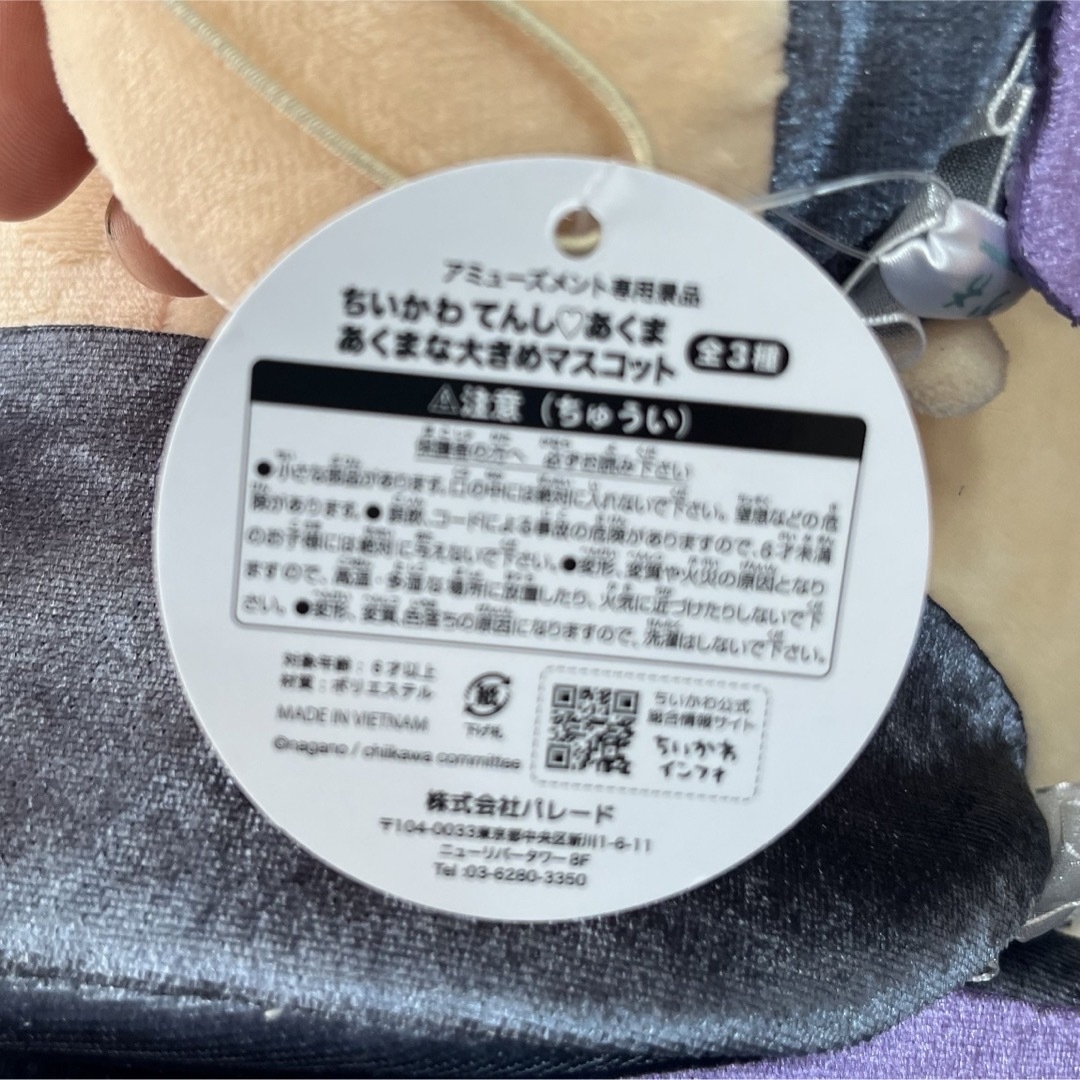 アミューズメント専用景品
ちいかわ てんし♡あくま
あくまな大きめマスコット 全3種
⚠注意（ちゅうい）
保護者の方へ 必ずお読み下さい
●小さな部品があります。口の中には絶対に入れないで下さい。窒息などの危
険があります。●鋲釦、コードによる事故の危険がありますので、6才未満
のお子様には絶対に与えないで下さい。●変形、変質や火災の原因となり
ますので、高温・多湿な場所に放置したり、火気に近づけたりしないで下
さい。●変形、変質、色落ちの原因になりますので、洗濯はしないで下さい。
対象年齢：6才以上
材質：ポリエステル
MADE IN VIETNAM
©nagano / chiikawa committee
紙
下げ札
ちいかわ公式
総合情報サイト
ちいかわ
インフォ
株式会社パレード
〒104-0033東京都中央区新川1-6-11
ニューリバータワー8F
Tel :03-6280-3350